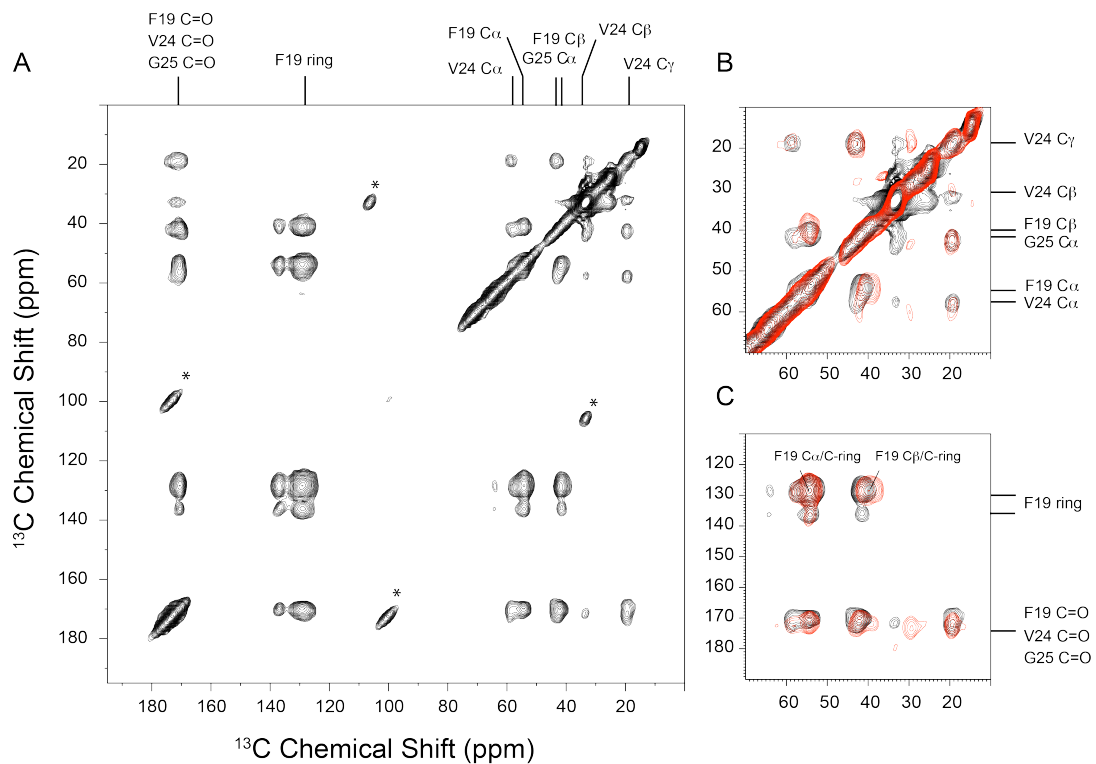 F19 C=O
V24 C=O
G25 C=O
F19 ring
F19 Cα
V24 Cα
F19 Cβ
G25 Cα
V24 Cβ
V24 Cγ
A
20
40
60
80
100
120
140
160
180
*
*
*
*
180 160 140 120 100 80 60 40 20
13C Chemical Shift (ppm)
13C Chemical Shift (ppm)
B
20
30
40
50
60
60 50 40 30 20
V24 Cγ
V24 Cβ
F19 Cβ
G25 Cα
F19 Cα
V24 Cα
C
F19 Cα/C-ring F19 Cβ/C-ring
120
130
140
150
160
170
180
60 50 40 30 20
F19 ring
F19 C=O
V24 C=O
G25 C=O